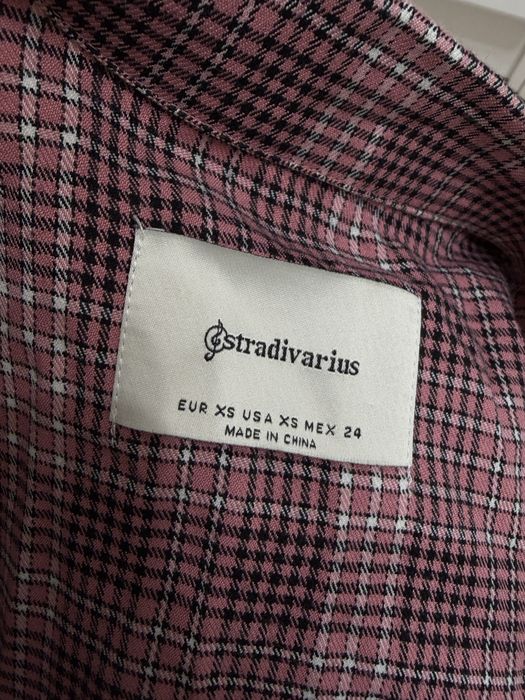 stradivarius
EUR XS USA XS MEX 24
MADE IN CHINA